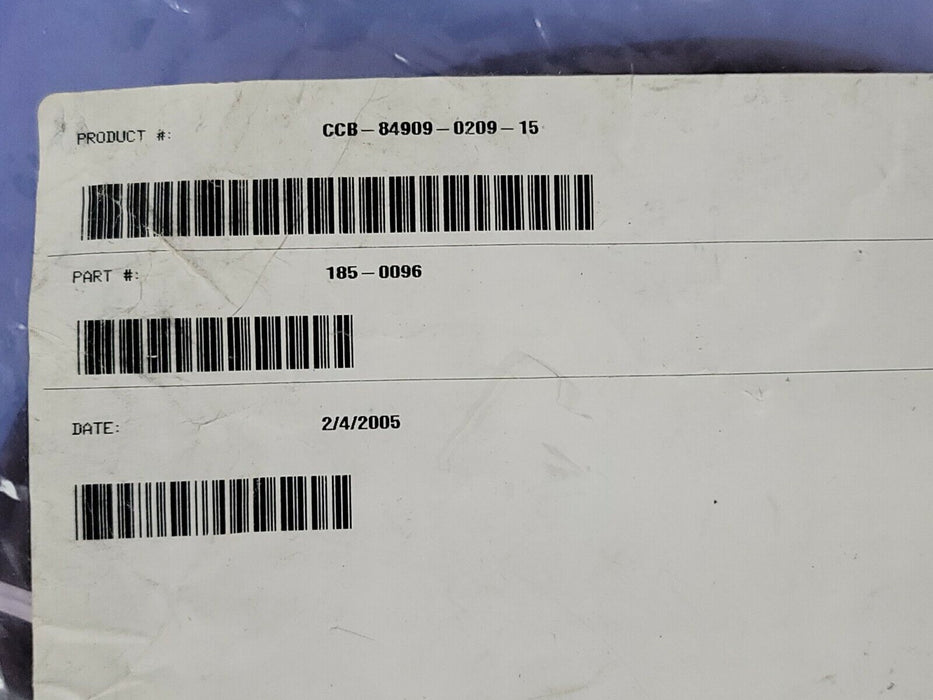 PRODUCT #: CCB-84909-0209-15
PART #: 185-0096
DATE: 2/4/2005